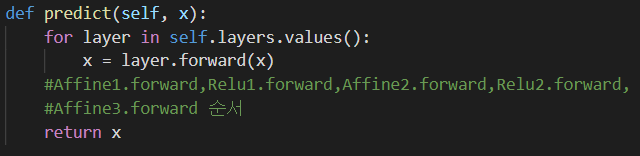 def predict(self, x):
    for layer in self.layers.values():
        x = layer.forward(x)
    #Affine1.forward,Relu1.forward,Affine2.forward,Relu2.forward,
    #Affine3.forward 순서
    return x